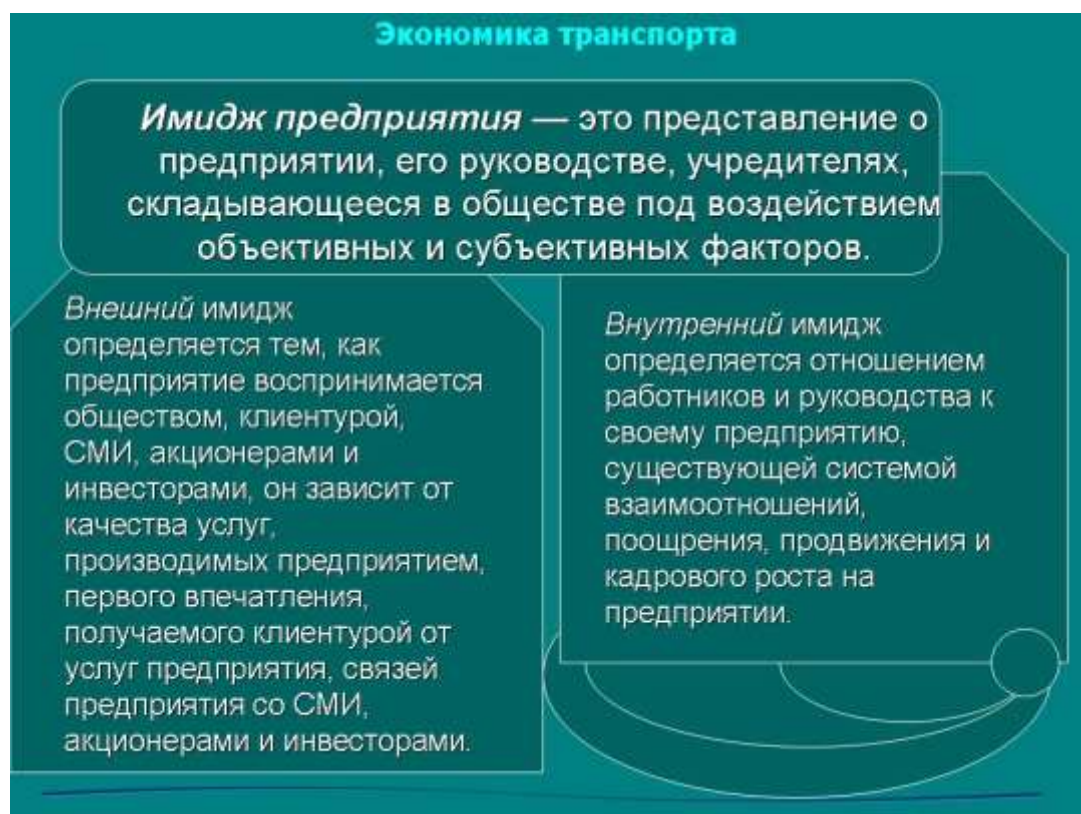 Экономика транспорта
Имидж предприятия — это представление о
предприятии, его руководстве, учредителях,
складывающееся в обществе под воздействием
объективных и субъективных факторов.
Внешний имидж
определяется тем, как
предприятие воспринимается
обществом, клиентурой,
СМИ, акционерами и
инвесторами, он зависит от
качества услуг,
производимых предприятием,
первого впечатления,
получаемого клиентурой от
услуг предприятия, связей
предприятия со СМИ,
акционерами и инвесторами.
Внутренний имидж
определяется отношением
работников и руководства к
своему предприятию,
существующей системой
взаимоотношений,
поощрения, продвижения и
кадрового роста на
предприятии.